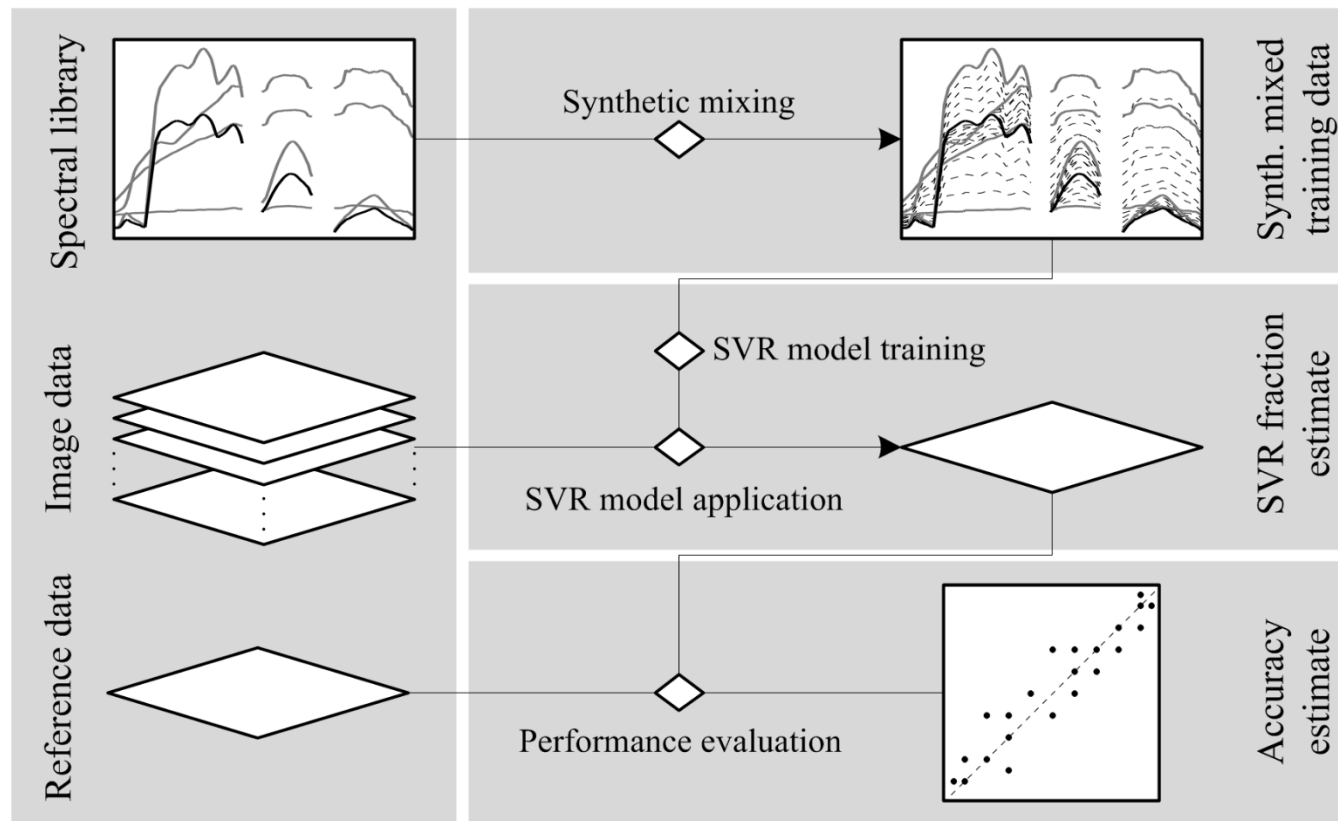 Spectral library
Synthetic mixing
Synth. mixed
training data
Image data
SVR model training
SVR model application
SVR fraction
estimate
Reference data
Performance evaluation
Accuracy
estimate